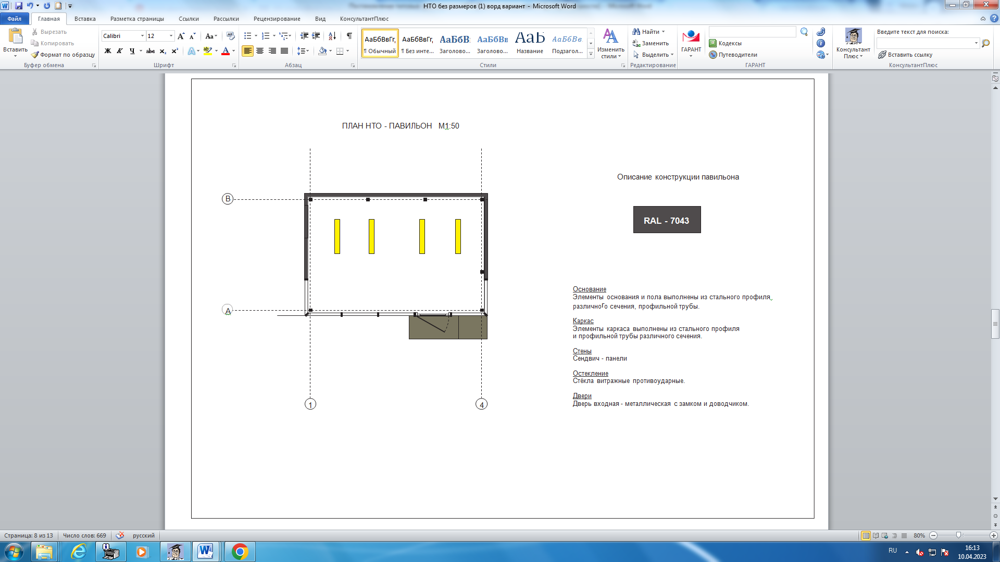 НТО без размеров (1) ворд вариант - Microsoft Word
Файл Главная Вставка Разметка страницы Ссылки Рассылки Рецензирование Вид КонсультантПлюс
Вставить
Вырезать
Копировать
Формат по образцу
Буфер обмена
Calibri 12
Ж К Ч abc x₂ x² A ab A
Шрифт
Абзац
АаБбВвГг, АаБбВвГг, АаБбВ АаБбВв АаБ АаБбВв.
¶ Обычный ¶ Без инте... Заголово... Заголово... Название Подзагол...
Изменить стили
Стили
Найти
Заменить
Выделить
Редактирование
ГАРАНТ
Кодексы
Путеводители
ГАРАНТ
Консультант Плюс
Введите текст для поиска:
Вставить ссылку
КонсультантПлюс
ПЛАН НТО - ПАВИЛЬОН М1:50
В
А
1
4
Описание конструкции павильона
RAL - 7043
Основание
Элементы основания и пола выполнены из стального профиля,
различного сечения, профильной трубы.
Каркас
Элементы каркаса выполнены из стального профиля
и профильной трубы различного сечения.
Стены
Сендвич - панели
Остекление
Стёкла витражные противоударные.
Двери
Дверь входная - металлическая с замком и доводчиком.
Страница: 8 из 13 Число слов: 669 русский
80%
RU
16:13
10.04.2023